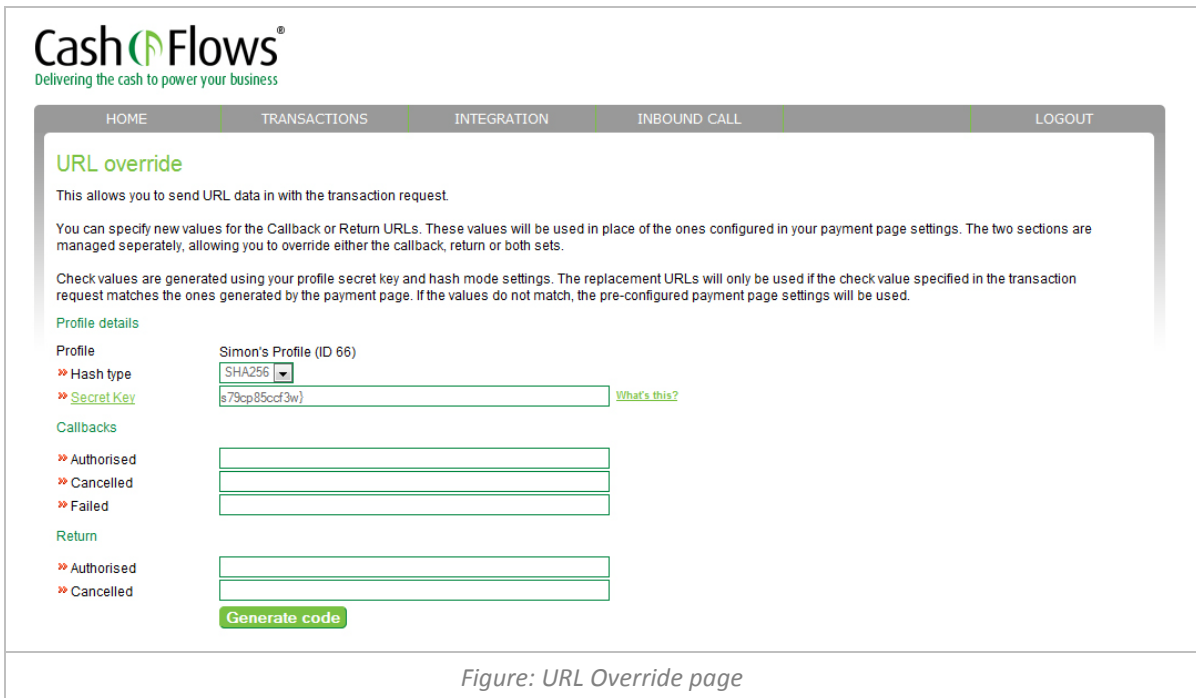 Cash Flows®
Delivering the cash to power your business
HOME TRANSACTIONS INTEGRATION INBOUND CALL LOGOUT
URL override
This allows you to send URL data in with the transaction request.
You can specify new values for the Callback or Return URLs. These values will be used in place of the ones configured in your payment page settings. The two sections are
managed seperately, allowing you to override either the callback, return or both sets.
Check values are generated using your profile secret key and hash mode settings. The replacement URLs will only be used if the check value specified in the transaction
request matches the ones generated by the payment page. If the values do not match, the pre-configured payment page settings will be used.
Profile details
Profile Simon's Profile (ID 66)
» Hash type SHA256
» Secret Key s79cp85ccf3w} What's this?
Callbacks
» Authorised
» Cancelled
» Failed
Return
» Authorised
» Cancelled
Generate code
Figure: URL Override page